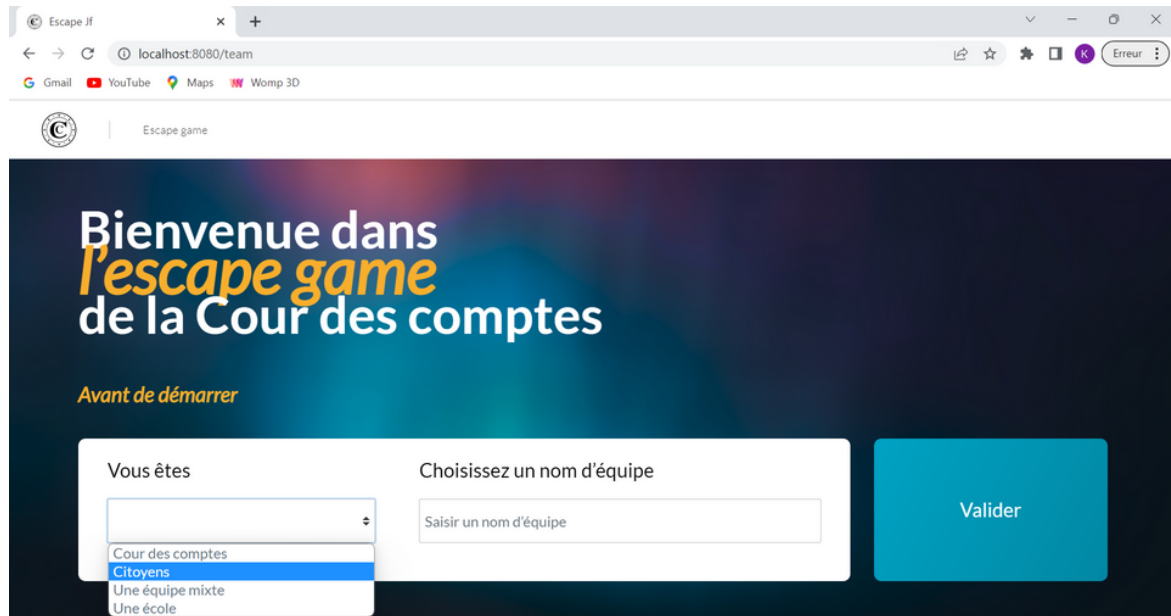 Escape Jf
localhost:8080/team
K
Erreur
Gmail YouTube Maps Womp 3D
C
Escape game
Bienvenue dans
l'escape game
de la Cour des comptes
Avant de démarrer
Vous êtes
Choisissez un nom d'équipe
Saisir un nom d'équipe
Valider
Cour des comptes
Citoyens
Une équipe mixte
Une école